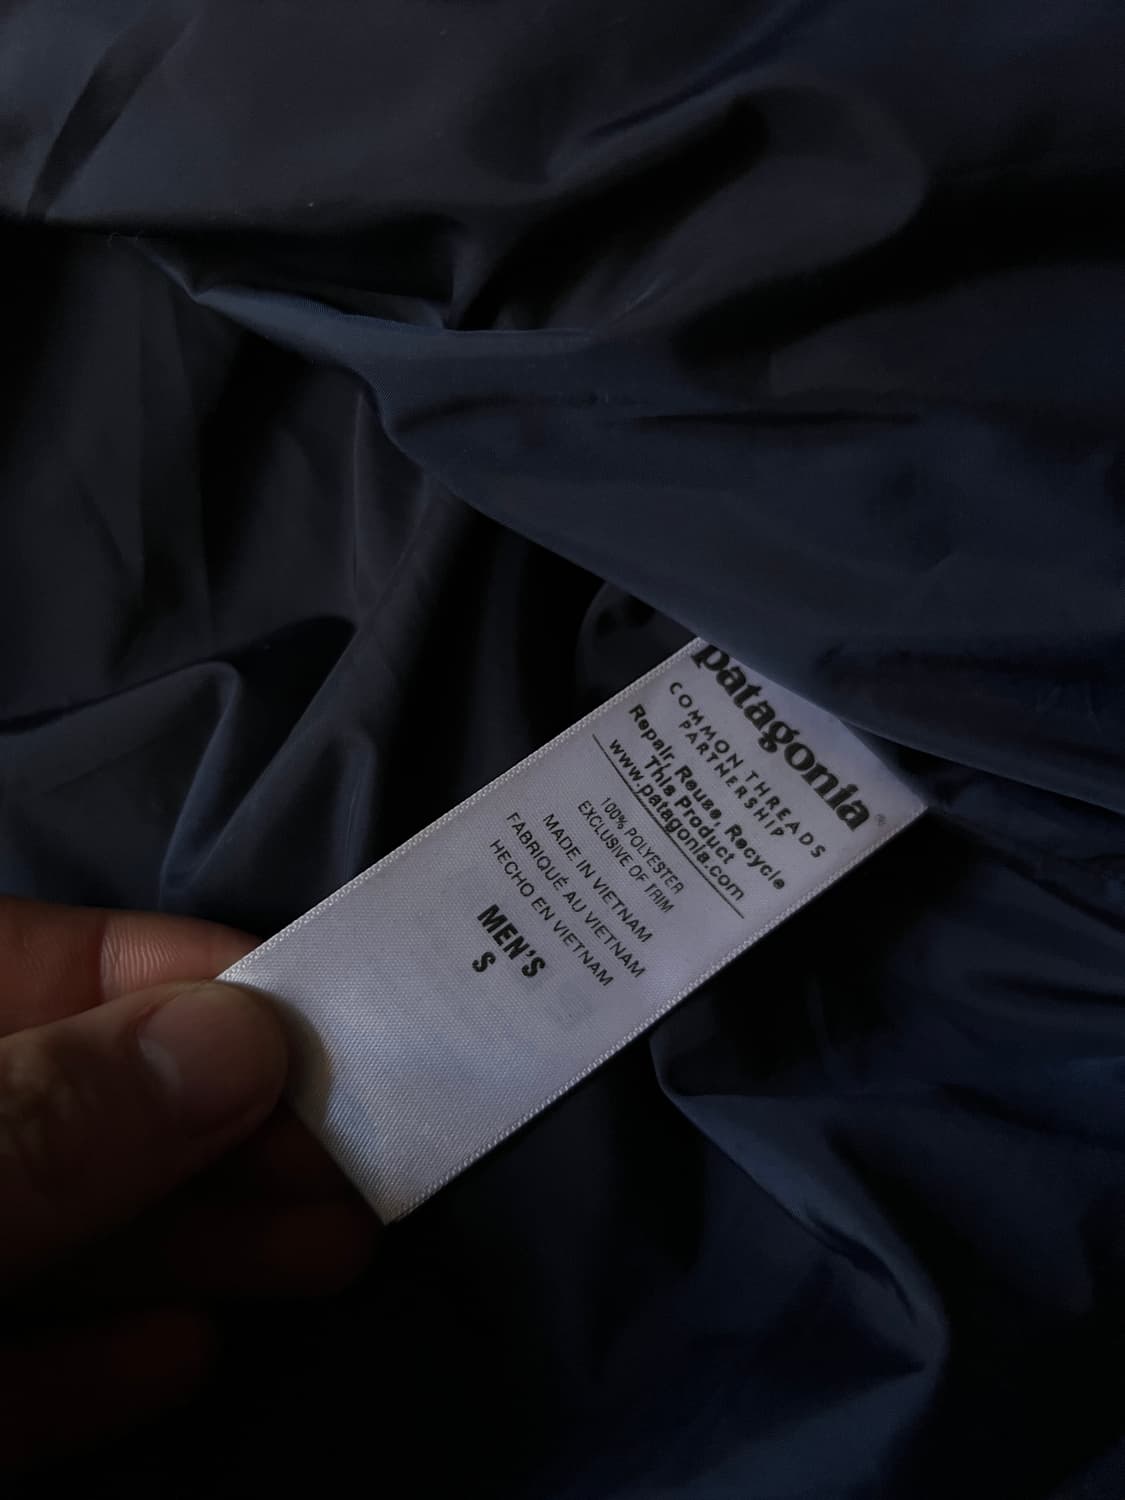 patagonia®
COMMON THREADS
PARTNERSHIP
Repair, Reuse, Recycle
This Product
www.patagonia.com
100% POLYESTER
EXCLUSIVE OF TRIM
MADE IN VIETNAM
FABRIQUÉ AU VIETNAM
HECHO EN VIETNAM
MEN'S
S